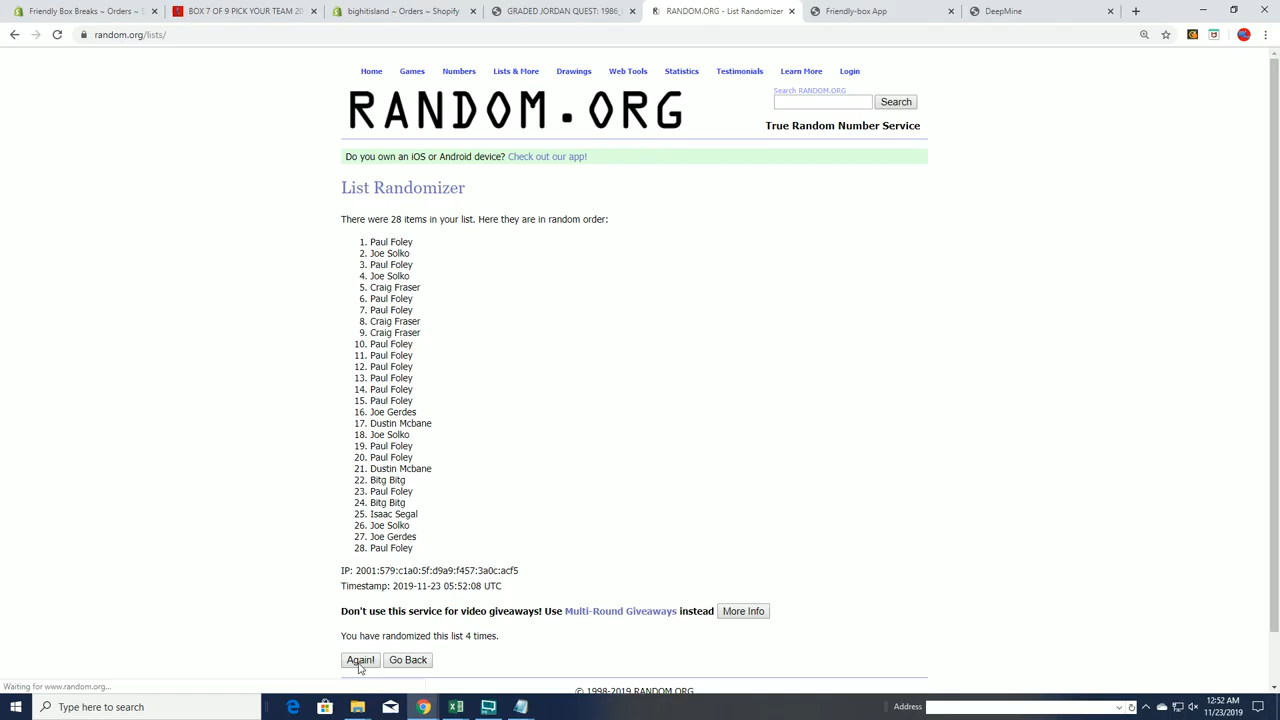 Friendly Box Breaks ~ Orders ~ S
BOX 7 OF 9 PICK YOUR TEAM 20
bightisland ~ Orders ~ Shopify
GRADED JORDAN QUEST: 1986
RANDOM.ORG - List Randomizer
Friendly-box App
DeepMine
random.org/lists/
Home Games Numbers Lists & More Drawings Web Tools Statistics Testimonials Learn More Login
RANDOM.ORG
Search RANDOM.ORG
Search
True Random Number Service
Do you own an iOS or Android device? Check out our app!
List Randomizer
There were 28 items in your list. Here they are in random order:
1. Paul Foley
2. Joe Solko
3. Paul Foley
4. Joe Solko
5. Craig Fraser
6. Paul Foley
7. Paul Foley
8. Craig Fraser
9. Craig Fraser
10. Paul Foley
11. Paul Foley
12. Paul Foley
13. Paul Foley
14. Paul Foley
15. Paul Foley
16. Joe Gerdes
17. Dustin Mcbane
18. Joe Solko
19. Paul Foley
20. Paul Foley
21. Dustin Mcbane
22. Bitg Bitg
23. Paul Foley
24. Bitg Bitg
25. Isaac Segal
26. Joe Solko
27. Joe Gerdes
28. Paul Foley
IP: 2001:579:c1a0:5f:d9a9:f457:3a0c:acf5
Timestamp: 2019-11-23 05:52:08 UTC
Don't use this service for video giveaways! Use Multi-Round Giveaways instead More Info
You have randomized this list 4 times.
Again! Go Back
Waiting for www.random.org...
© 1998-2019 RANDOM.ORG
Type here to search
Address
12:52 AM
11/23/2019